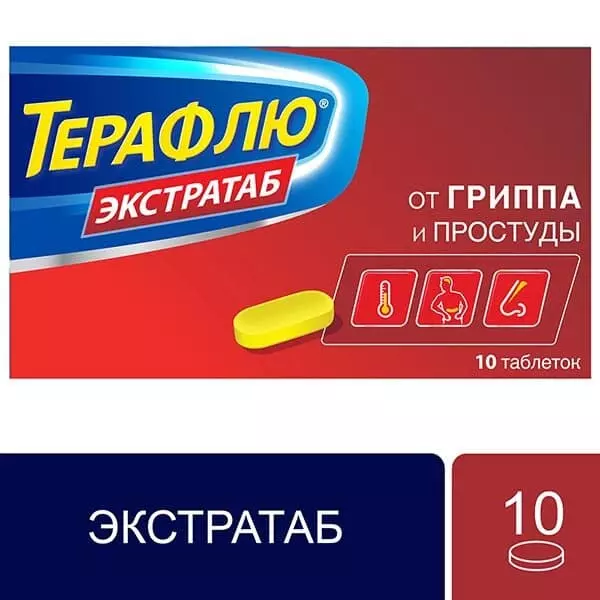 ТЕРАФЛЮ®
ЭКСТРАТАБ
от ГРИППА
и ПРОСТУДЫ
10 таблеток
ЭКСТРАТАБ
10